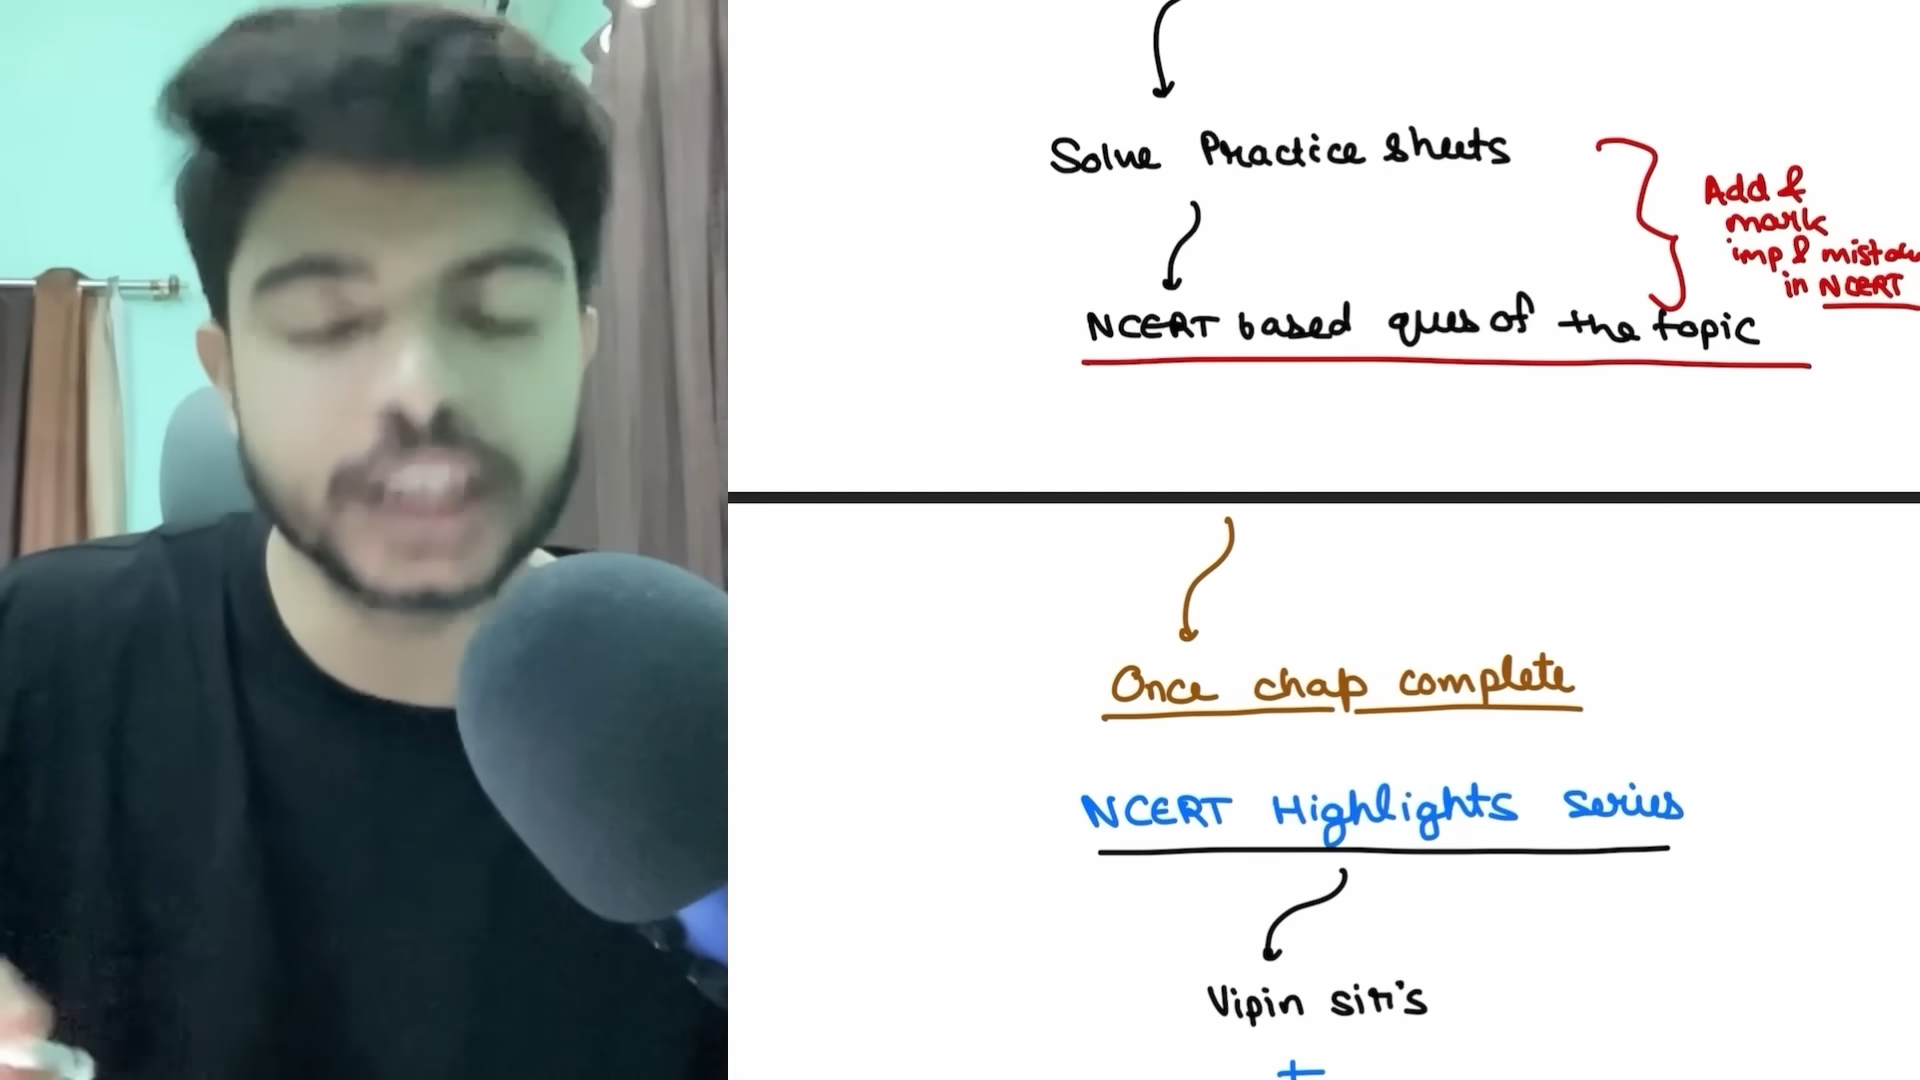 Solve Practice sheets
Add &
mark
imp &
in NCERT
NCERT based ques of the topic
Once chap complete
NCERT Highlights series
Vipin sir's
+